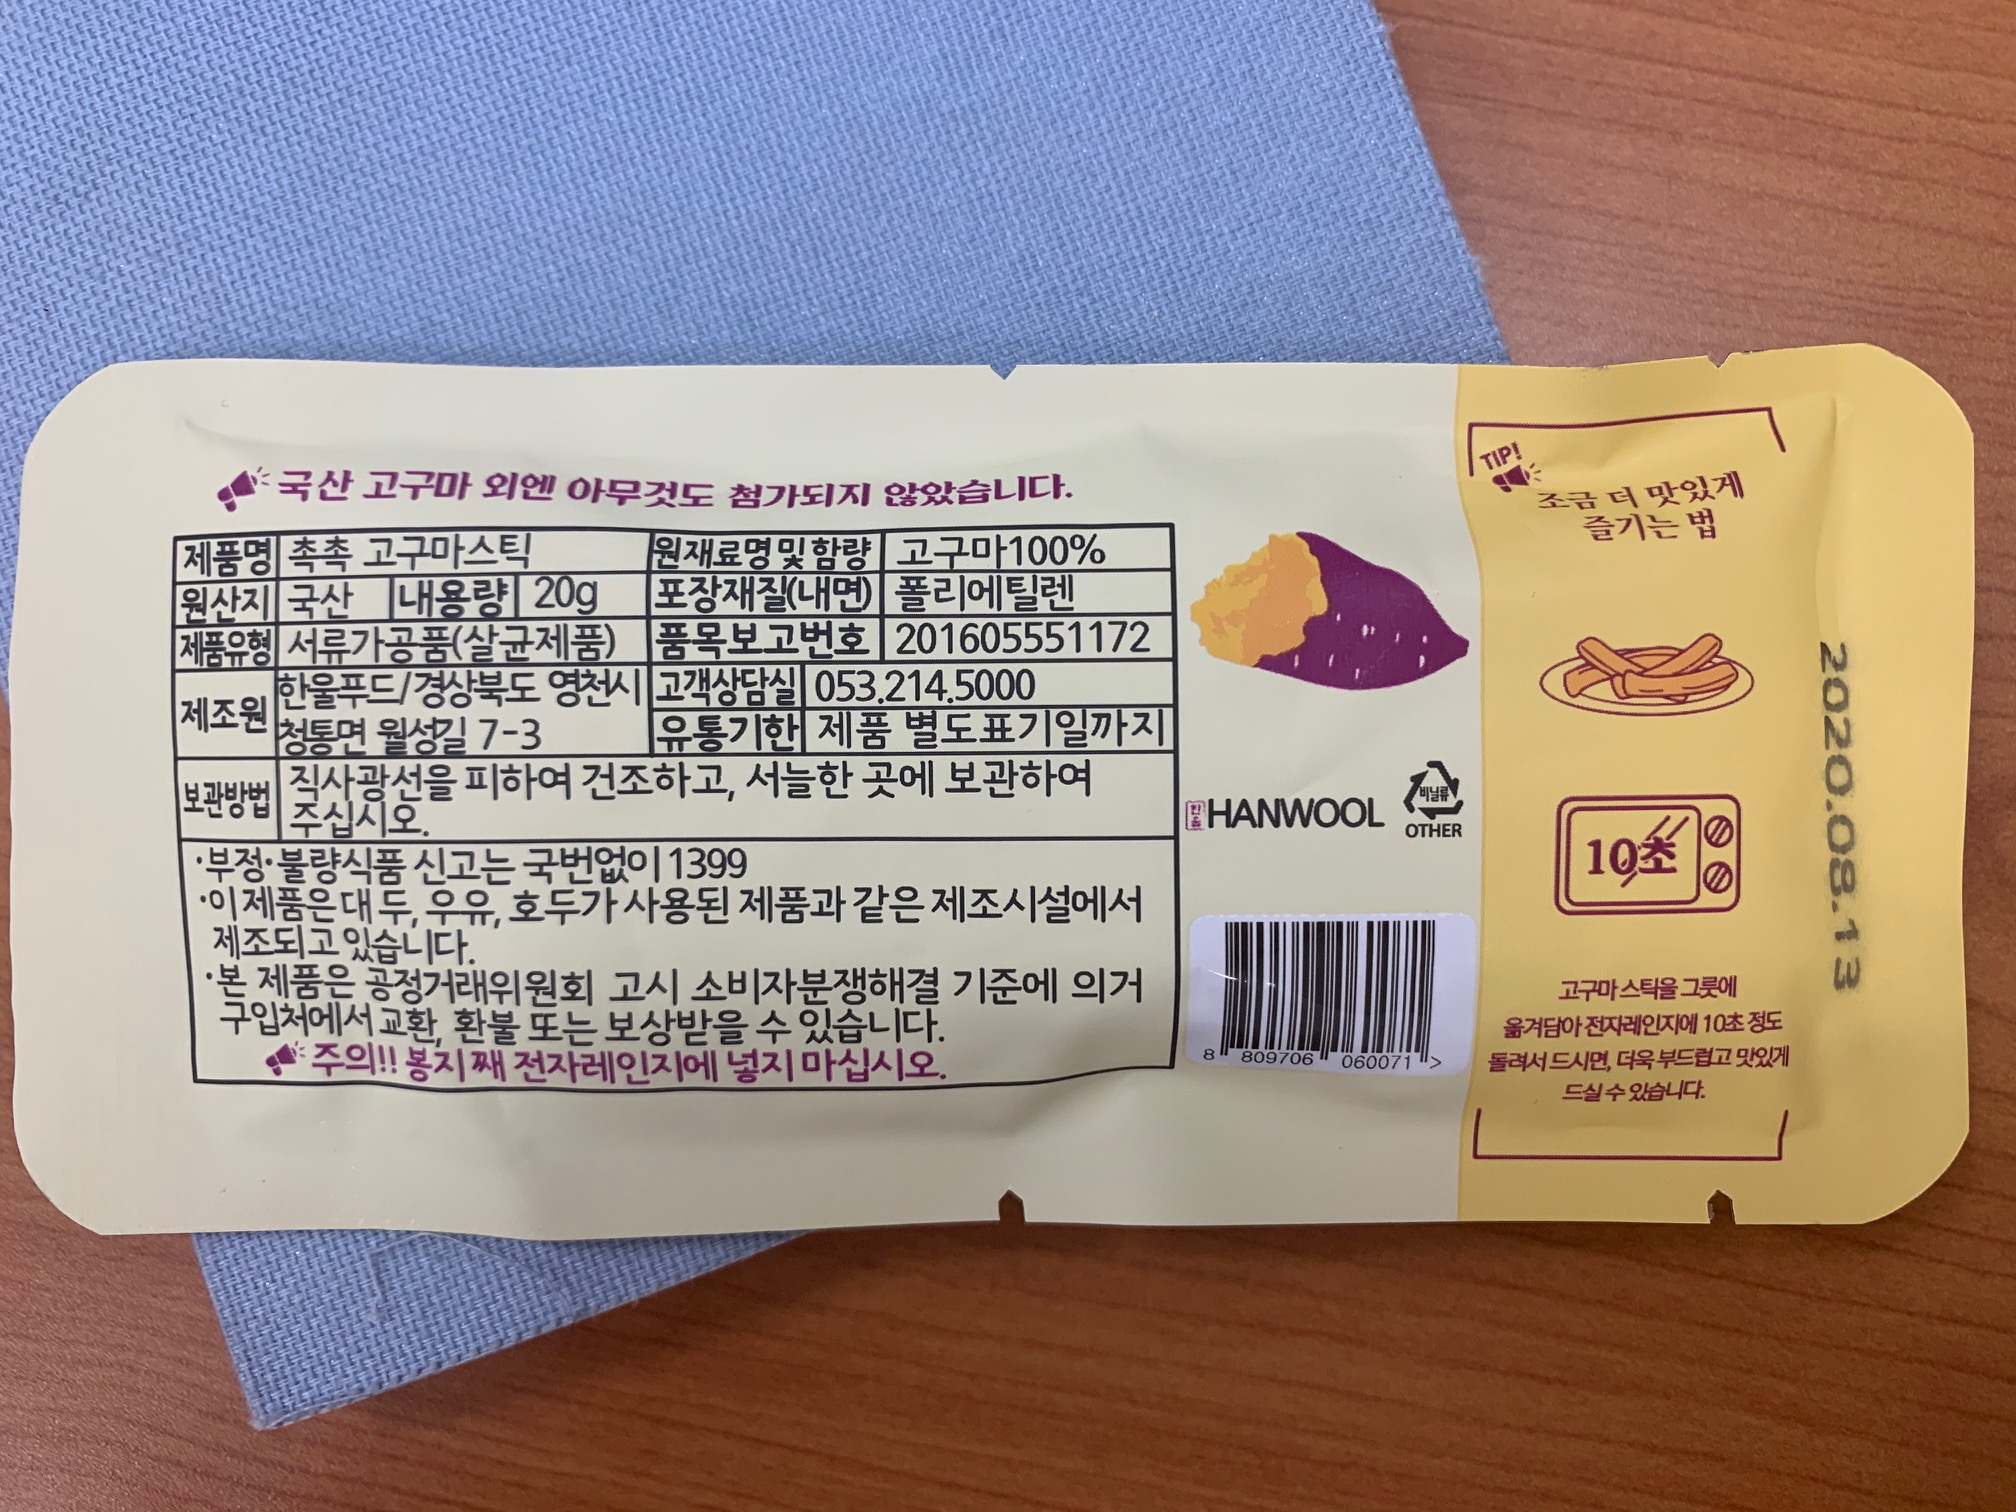 국산 고구마 외엔 아무것도 첨가되지 않았습니다.
제품명 촉촉 고구마스틱 원재료명및함량 고구마100%
원산지 국산 내용량 20g 포장재질(내면) 폴리에틸렌
제품유형 서류가공품(살균제품) 품목보고번호 201605551172
제조원 한울푸드/경상북도 영천시
청통면 월성길 7-3
고객상담실 053.214.5000
유통기한 제품 별도표기일까지
보관방법 직사광선을 피하여 건조하고, 서늘한 곳에 보관하여
주십시오.
·부정·불량식품 신고는 국번없이 1399
·이 제품은 대두, 우유, 호두가 사용된 제품과 같은 제조시설에서
제조되고 있습니다.
·본 제품은 공정거래위원회 고시 소비자분쟁해결 기준에 의거
구입처에서 교환, 환불 또는 보상받을 수 있습니다.
주의!! 봉지 째 전자레인지에 넣지 마십시오.
한울 HANWOOL
비닐류
OTHER
8 809706 060071 >
TIP!
조금 더 맛있게
즐기는 법
10초
고구마 스틱을 그릇에
옮겨담아 전자레인지에 10초 정도
돌려서 드시면, 더욱 부드럽고 맛있게
드실 수 있습니다.
2020.08.13